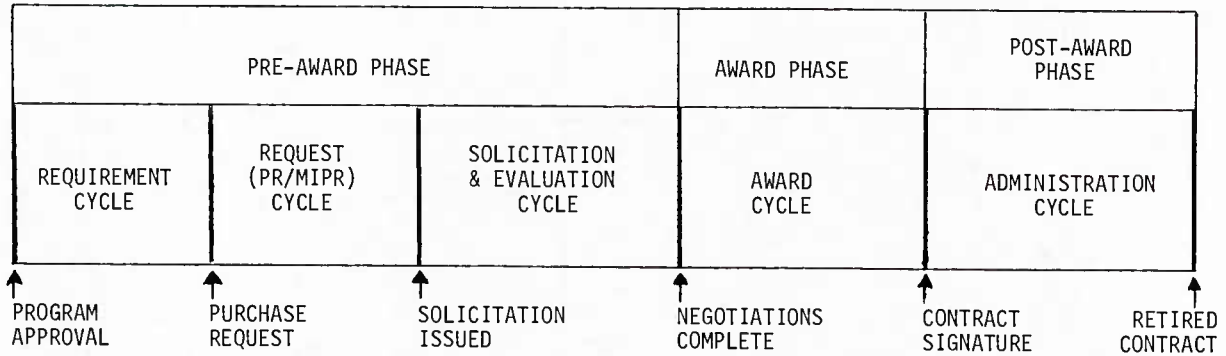 PRE-AWARD PHASE
AWARD PHASE
POST-AWARD
PHASE
REQUIREMENT
CYCLE
REQUEST
(PR/MIPR)
CYCLE
SOLICITATION
& EVALUATION
CYCLE
AWARD
CYCLE
ADMINISTRATION
CYCLE
PROGRAM
APPROVAL
PURCHASE
REQUEST
SOLICITATION
ISSUED
NEGOTIATIONS
COMPLETE
CONTRACT
SIGNATURE
RETIRED
CONTRACT